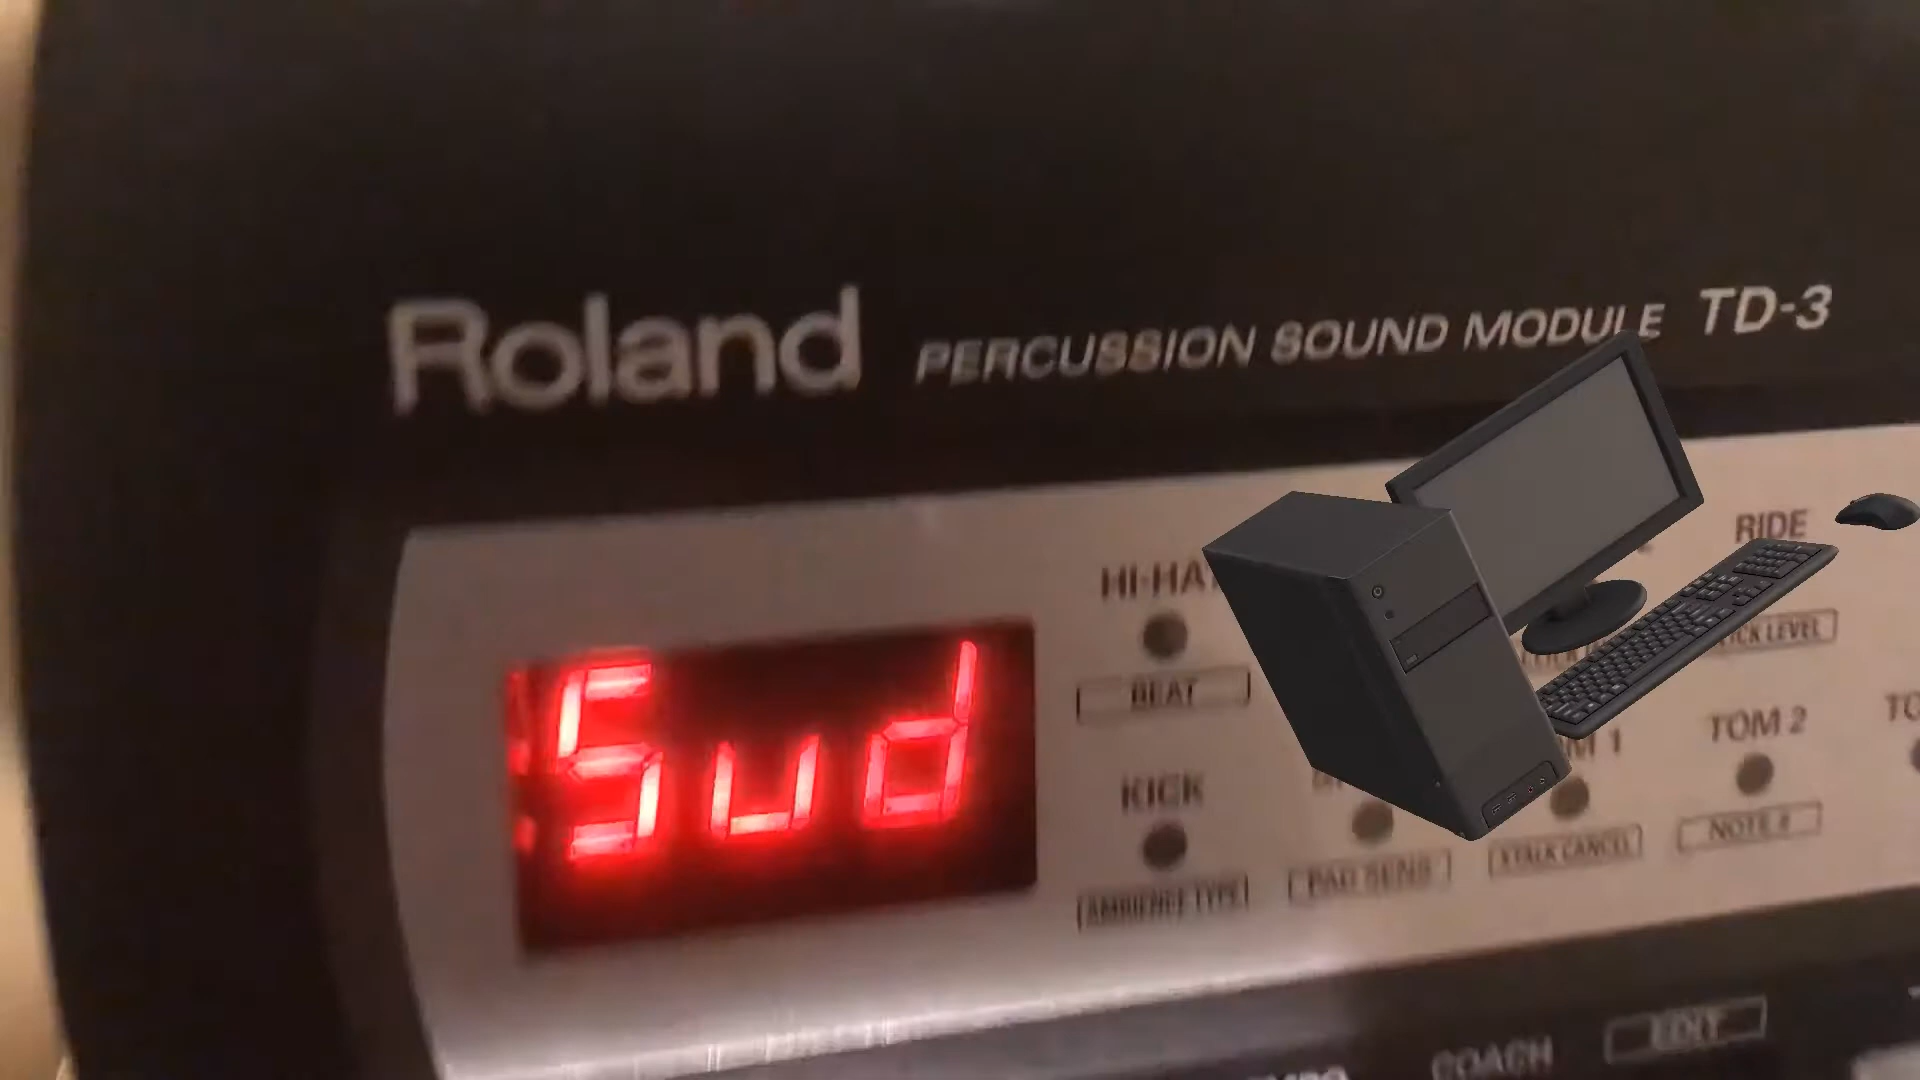 Roland PERCUSSION SOUND MODULE TD-3
RIDE
HI-HAT
Sud
BEAT
TOM 2
KICK
NOTE #
XTALK CANCEL
PAD SENS
AMBIENCE TYPE
EDIT
COACH